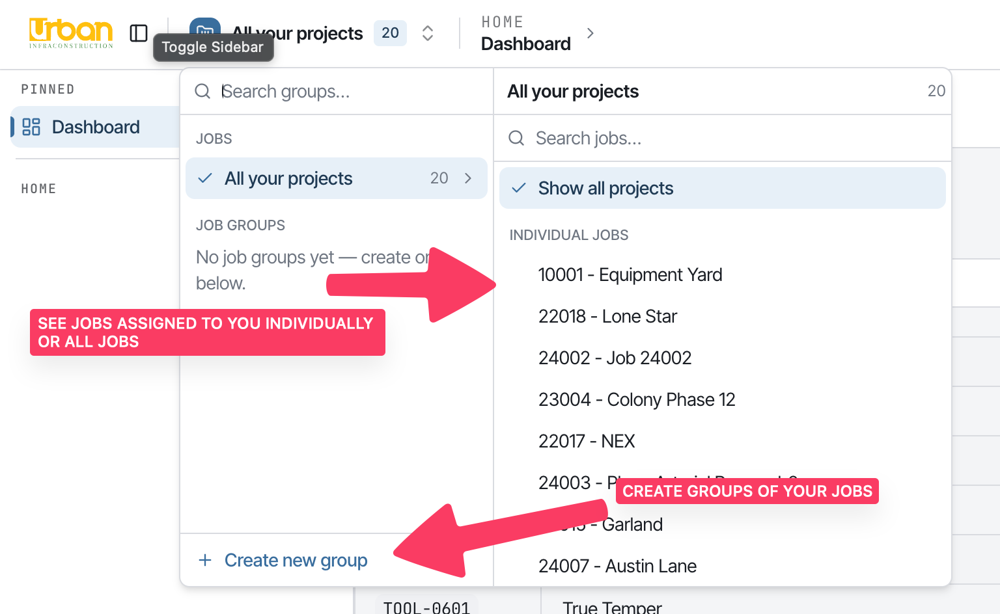 Urban
INFRACONSTRUCTION
All your projects
20
HOME
Dashboard
Toggle Sidebar
PINNED
Dashboard
HOME
Search groups...
JOBS
All your projects
20
JOB GROUPS
No job groups yet — create
below.
Create new group
All your projects
20
Search jobs...
Show all projects
INDIVIDUAL JOBS
10001 - Equipment Yard
22018 - Lone Star
24002 - Job 24002
23004 - Colony Phase 12
22017 - NEX
24003 -
- Garland
24007 - Austin Lane
SEE JOBS ASSIGNED TO YOU INDIVIDUALLY
OR ALL JOBS
CREATE GROUPS OF YOUR JOBS
TOOL-0601
True Temper